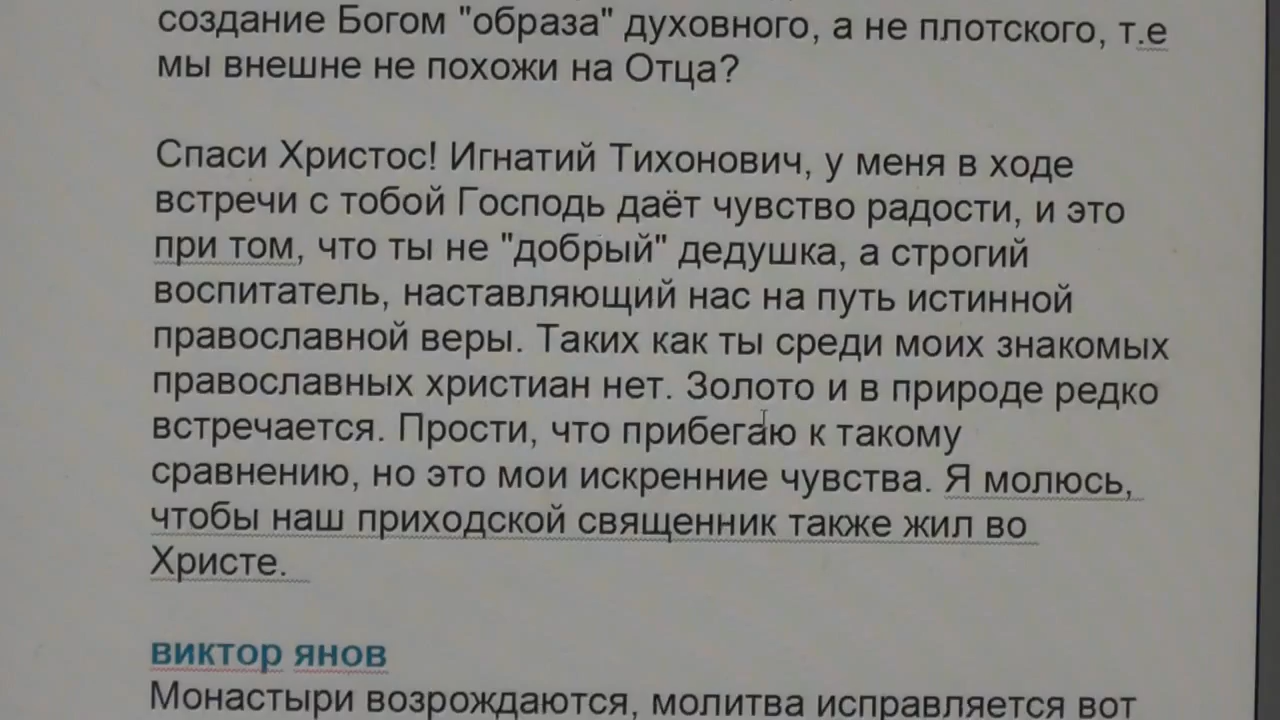 создание Богом "образа" духовного, а не плотского, т.е
мы внешне не похожи на Отца?
Спаси Христос! Игнатий Тихонович, у меня в ходе
встречи с тобой Господь даёт чувство радости, и это
при том, что ты не "добрый" дедушка, а строгий
воспитатель, наставляющий нас на путь истинной
православной веры. Таких как ты среди моих знакомых
православных христиан нет. Золото и в природе редко
встречается. Прости, что прибегаю к такому
сравнению, но это мои искренние чувства. Я молюсь,
чтобы наш приходской священник также жил во
Христе.
виктор янов
Монастыри возрождаются, молитва исправляется вот